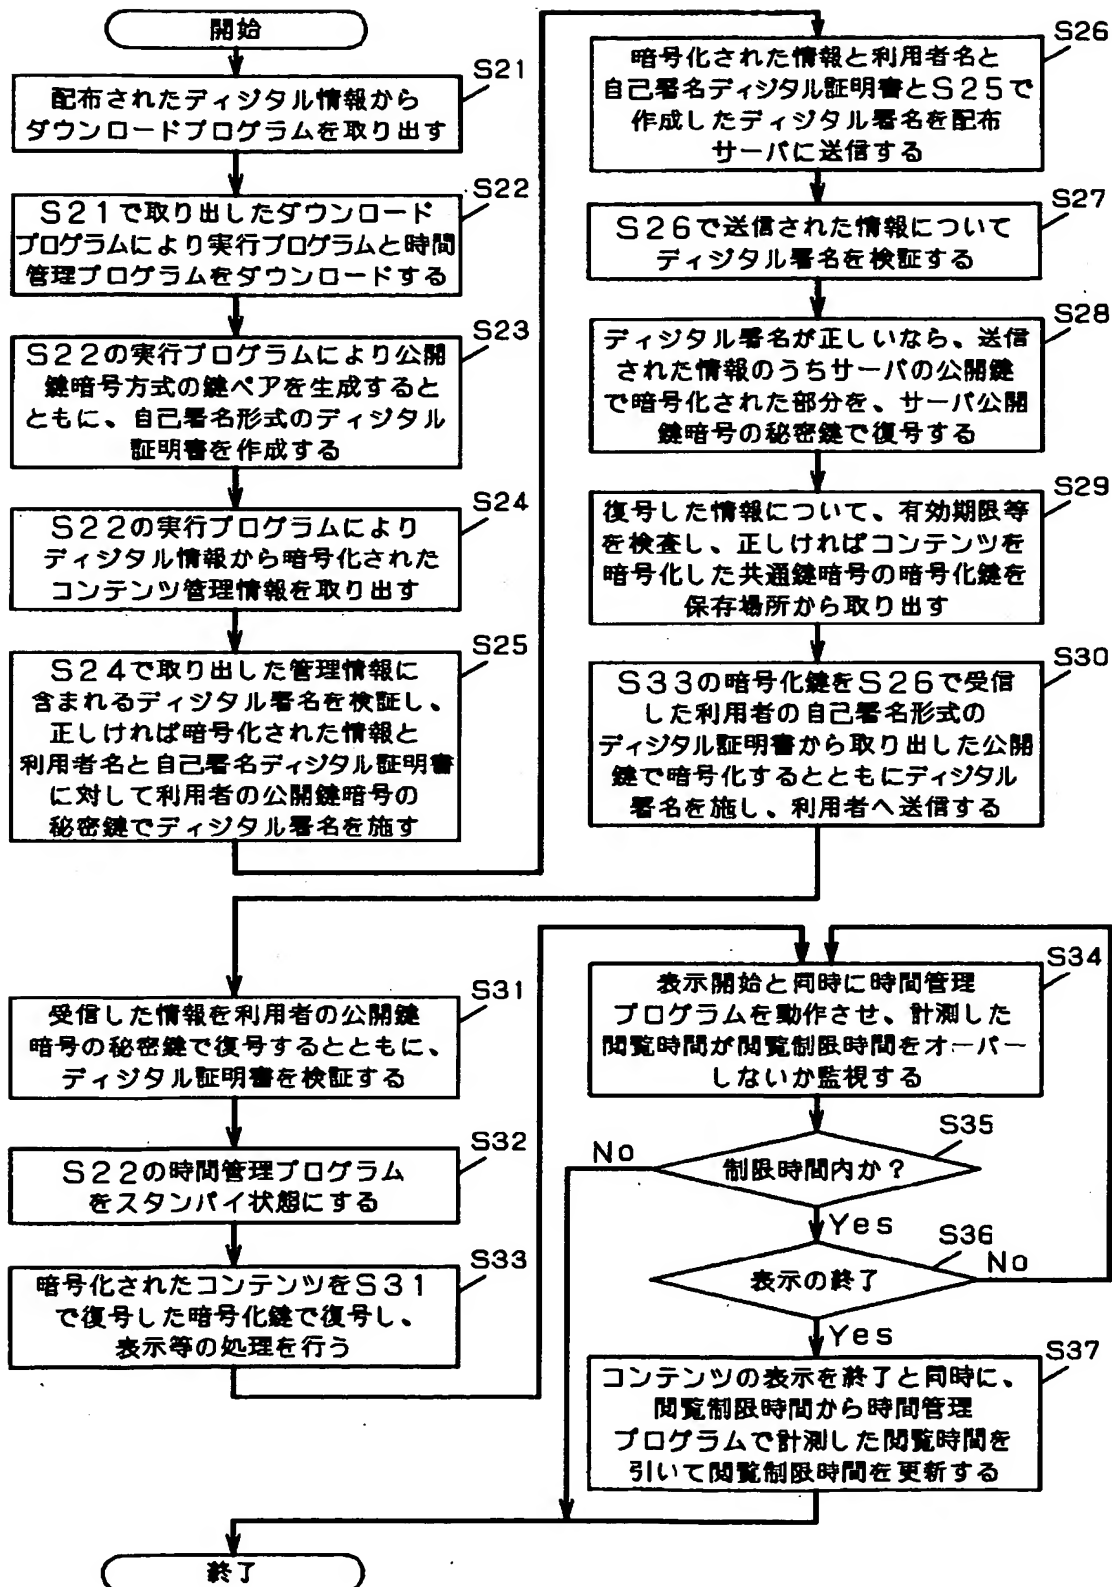 開始
S21
配布されたディジタル情報から
ダウンロードプログラムを取り出す
S22
S21で取り出したダウンロード
プログラムにより実行プログラムと時間
管理プログラムをダウンロードする
S23
S22の実行プログラムにより公開
鍵暗号方式の鍵ペアを生成すると
ともに、自己署名形式のディジタル
証明書を作成する
S24
S22の実行プログラムにより
ディジタル情報から暗号化された
コンテンツ管理情報を取り出す
S25
S24で取り出した管理情報に
含まれるディジタル署名を検証し、
正しければ暗号化された情報と
利用者名と自己署名ディジタル証明書
に対して利用者の公開鍵暗号の
秘密鍵でディジタル署名を施す
S26
暗号化された情報と利用者名と
自己署名ディジタル証明書とS25で
作成したディジタル署名を配布
サーバに送信する
S27
S26で送信された情報について
ディジタル署名を検証する
S28
ディジタル署名が正しいなら、送信
された情報のうちサーバの公開鍵
で暗号化された部分を、サーバ公開
鍵暗号の秘密鍵で復号する
S29
復号した情報について、有効期限等
を検査し、正しければコンテンツを
暗号化した共通鍵暗号の暗号化鍵を
保存場所から取り出す
S30
S33の暗号化鍵をS26で受信
した利用者の自己署名形式の
ディジタル証明書から取り出した公開
鍵で暗号化するとともにディジタル
署名を施し、利用者へ送信する
S31
受信した情報を利用者の公開鍵
暗号の秘密鍵で復号するとともに、
ディジタル証明書を検証する
S32
S22の時間管理プログラム
をスタンバイ状態にする
S33
暗号化されたコンテンツをS31
で復号した暗号化鍵で復号し、
表示等の処理を行う
S34
表示開始と同時に時間管理
プログラムを動作させ、計測した
閲覧時間が閲覧制限時間をオーバー
しないか監視する
S35
制限時間内か?
No
Yes
S36
表示の終了
No
Yes
S37
コンテンツの表示を終了と同時に、
閲覧制限時間から時間管理
プログラムで計測した閲覧時間を
引いて閲覧制限時間を更新する
終了